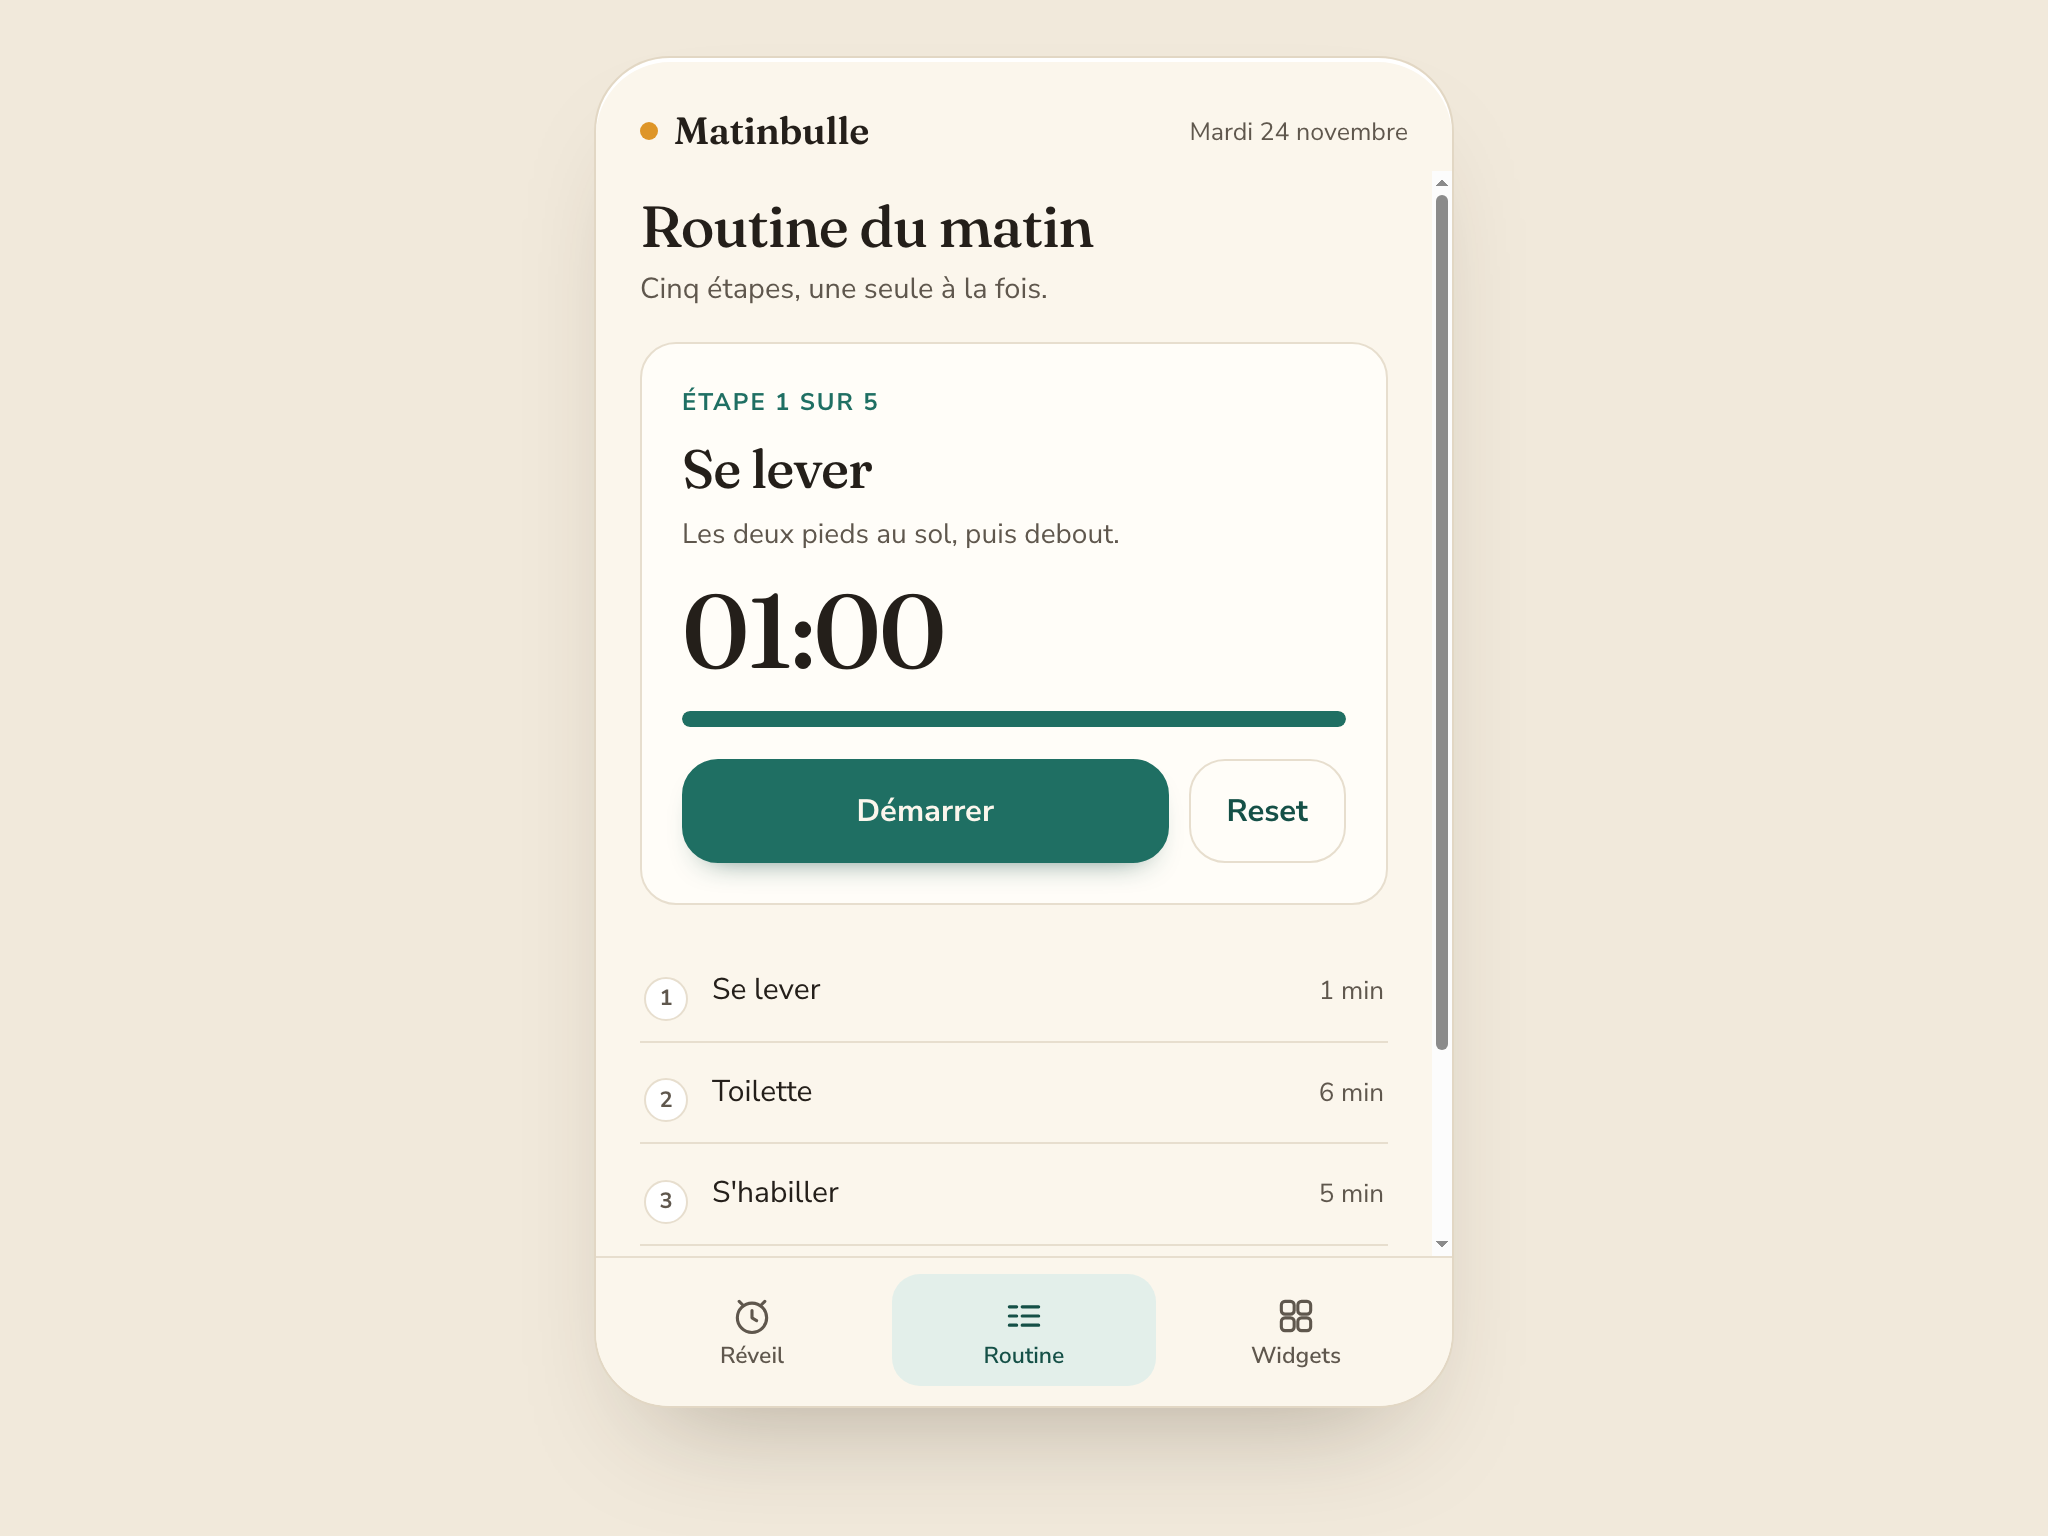 Matinbulle
Mardi 24 novembre
Routine du matin
Cinq étapes, une seule à la fois.
ÉTAPE 1 SUR 5
Se lever
Les deux pieds au sol, puis debout.
01:00
Démarrer
Reset
1 Se lever 1 min
2 Toilette 6 min
3 S'habiller 5 min
Réveil
Routine
Widgets